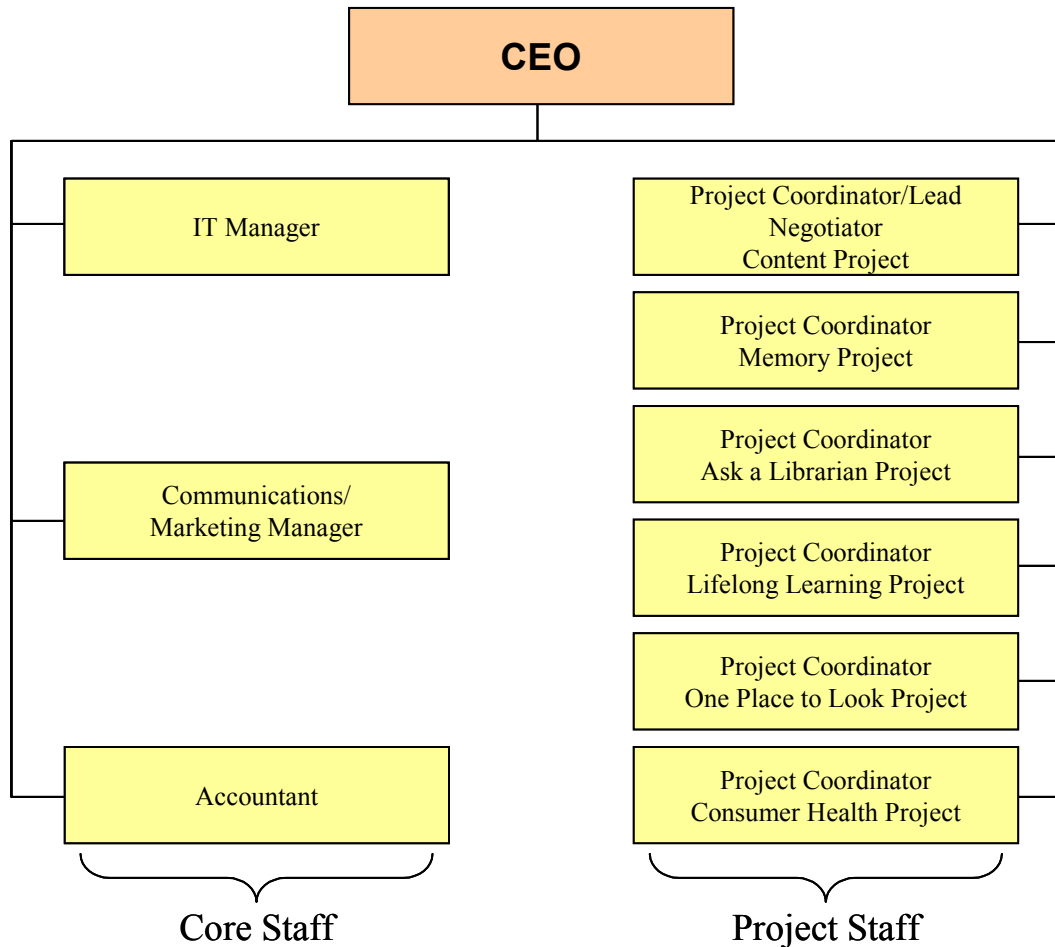 CEO
IT Manager
Communications/
Marketing Manager
Accountant
Core Staff
Project Coordinator/Lead
Negotiator
Content Project
Project Coordinator
Memory Project
Project Coordinator
Ask a Librarian Project
Project Coordinator
Lifelong Learning Project
Project Coordinator
One Place to Look Project
Project Coordinator
Consumer Health Project
Project Staff